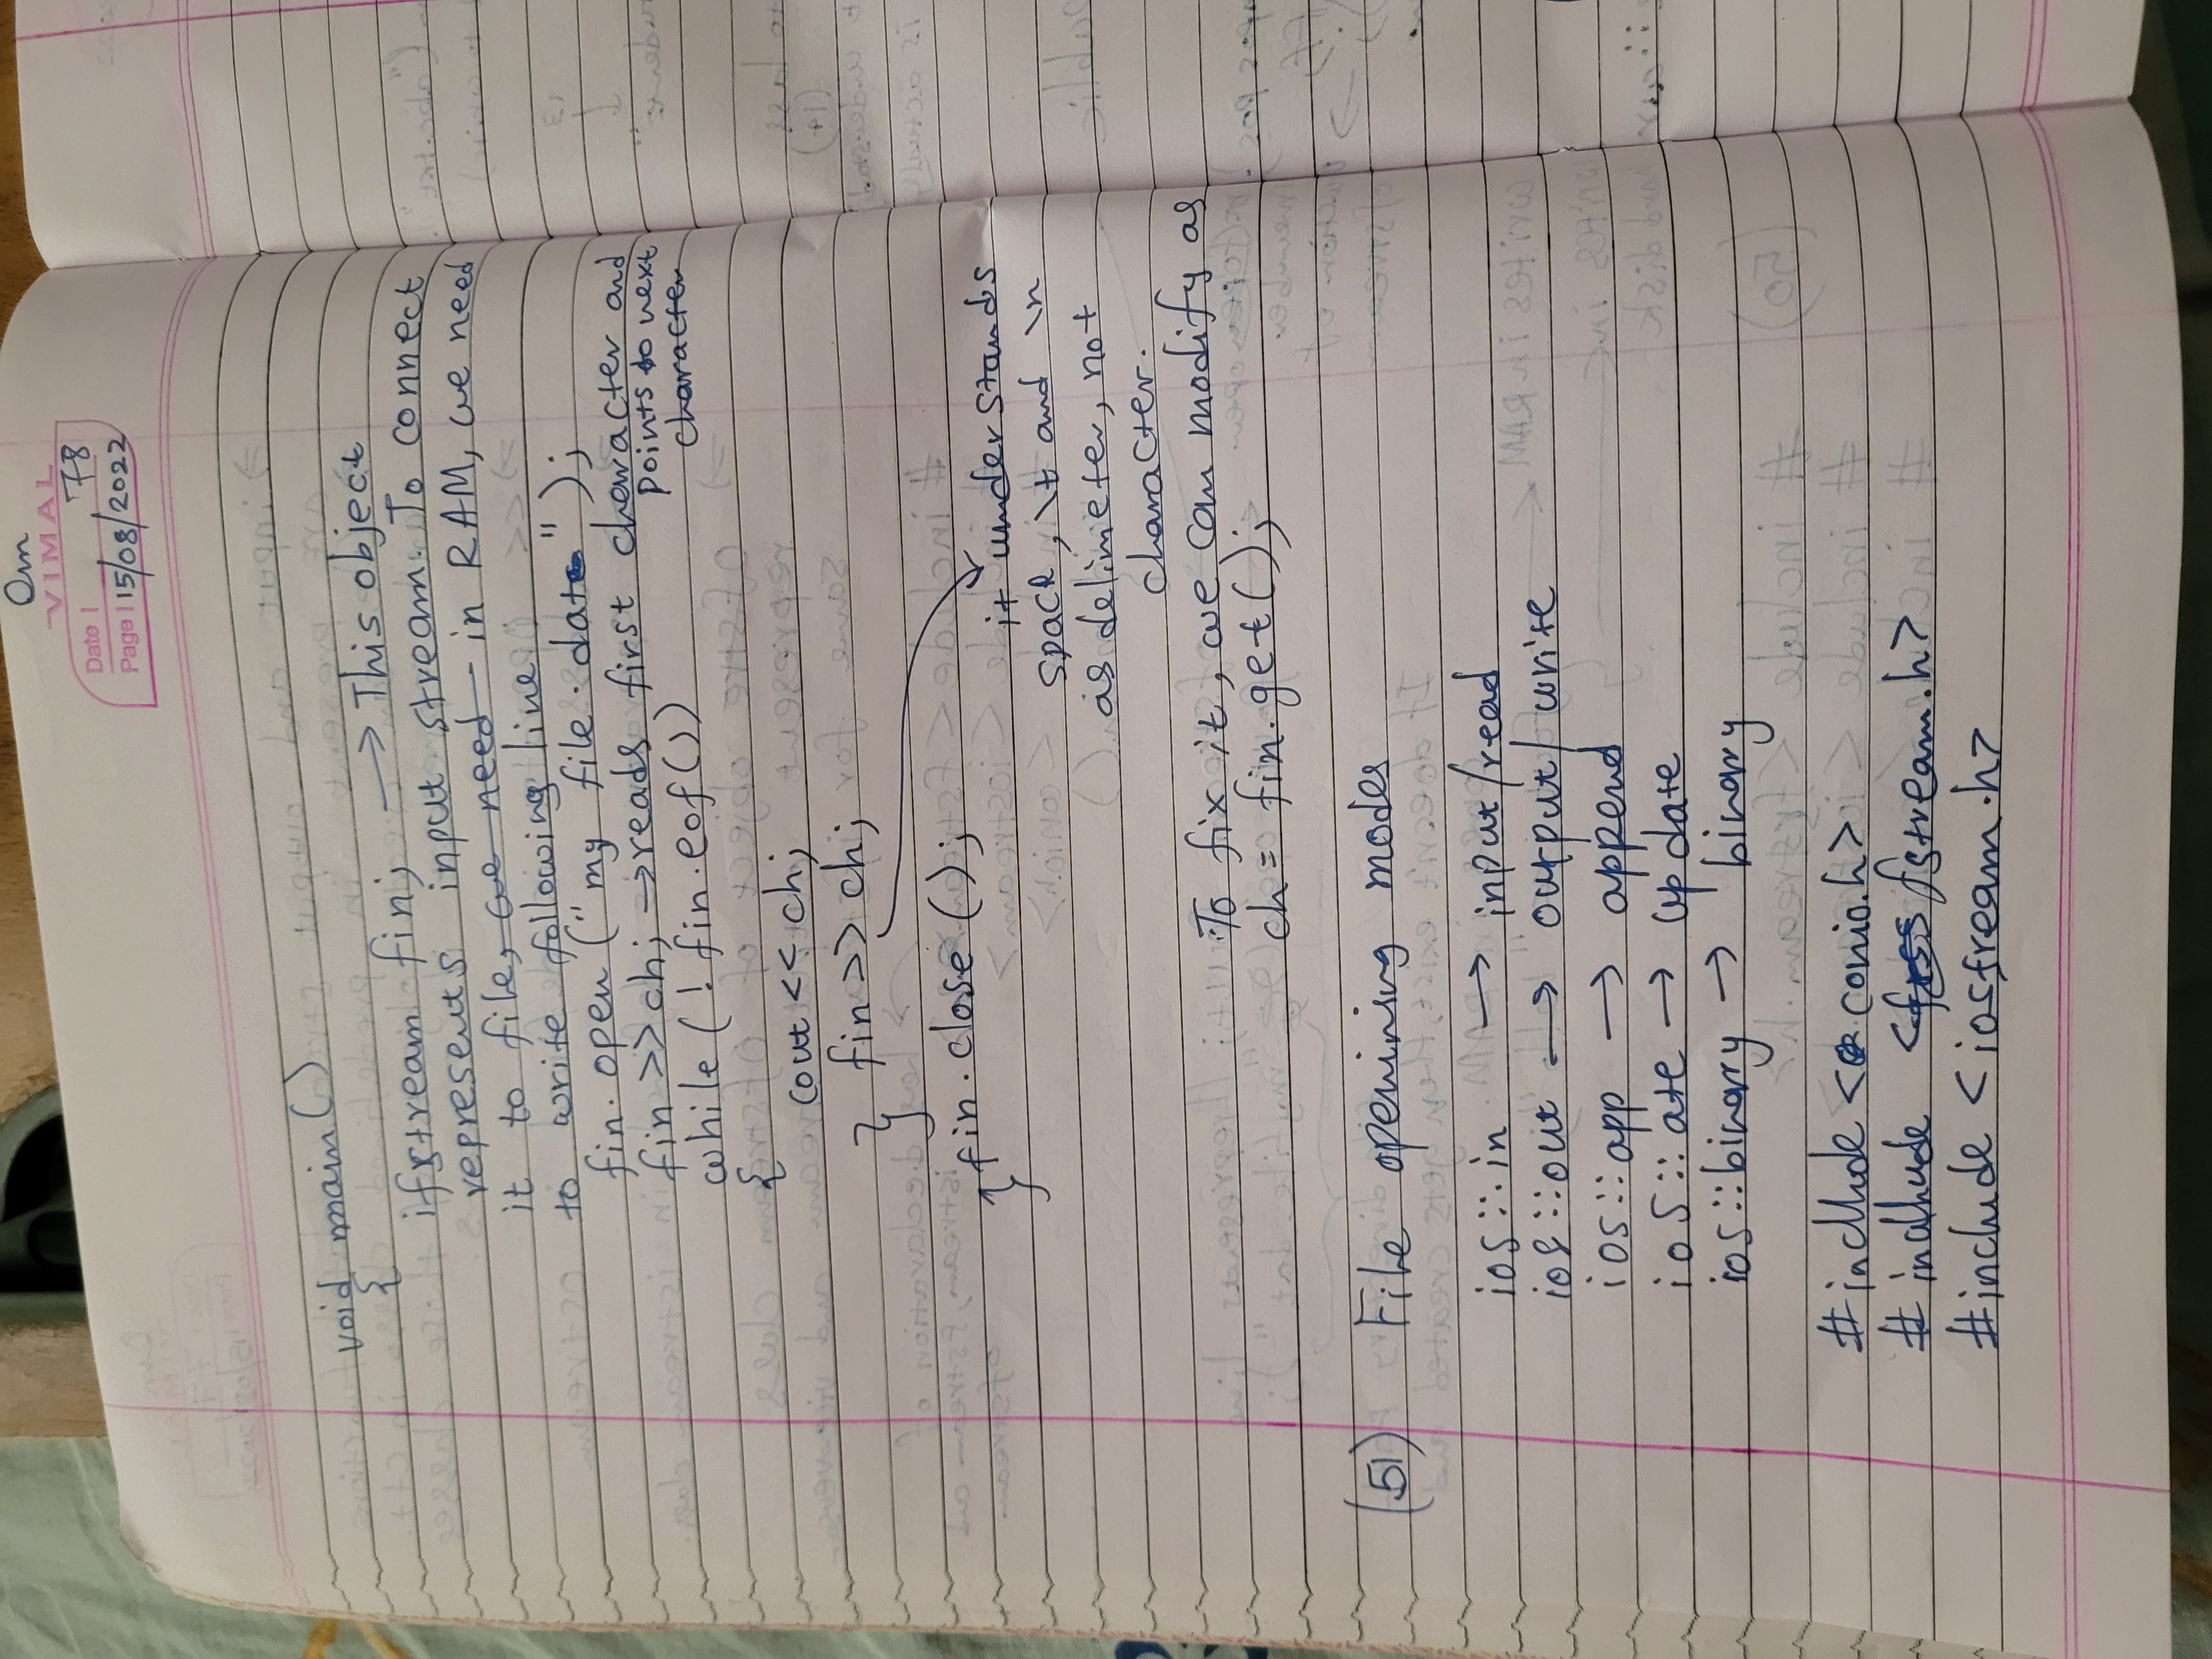 Om
VIMAL
Date | 78
Page | 15/08/2022
void main()
{
ifstream fin; → This object
represents input stream. To connect
it to file, we need in RAM, we need
to write following line
fin.open("my file.dat");
fin >> ch; → reads first character and
points to next
character
while (! fin.eof())
{
cout << ch;
fin >> ch;
}
fin.close();
}
it understands
space, \t and \n
as delimeter, not
character.
To fix it, we can modify as
ch = fin.get();
(51) File openining modes
ios::in → input/read
ios::out → output/write
ios::app → append
ios::ate → update
ios::binary → binary
#include <conio.h>
#include <fstream.h>
#include <iostream.h>